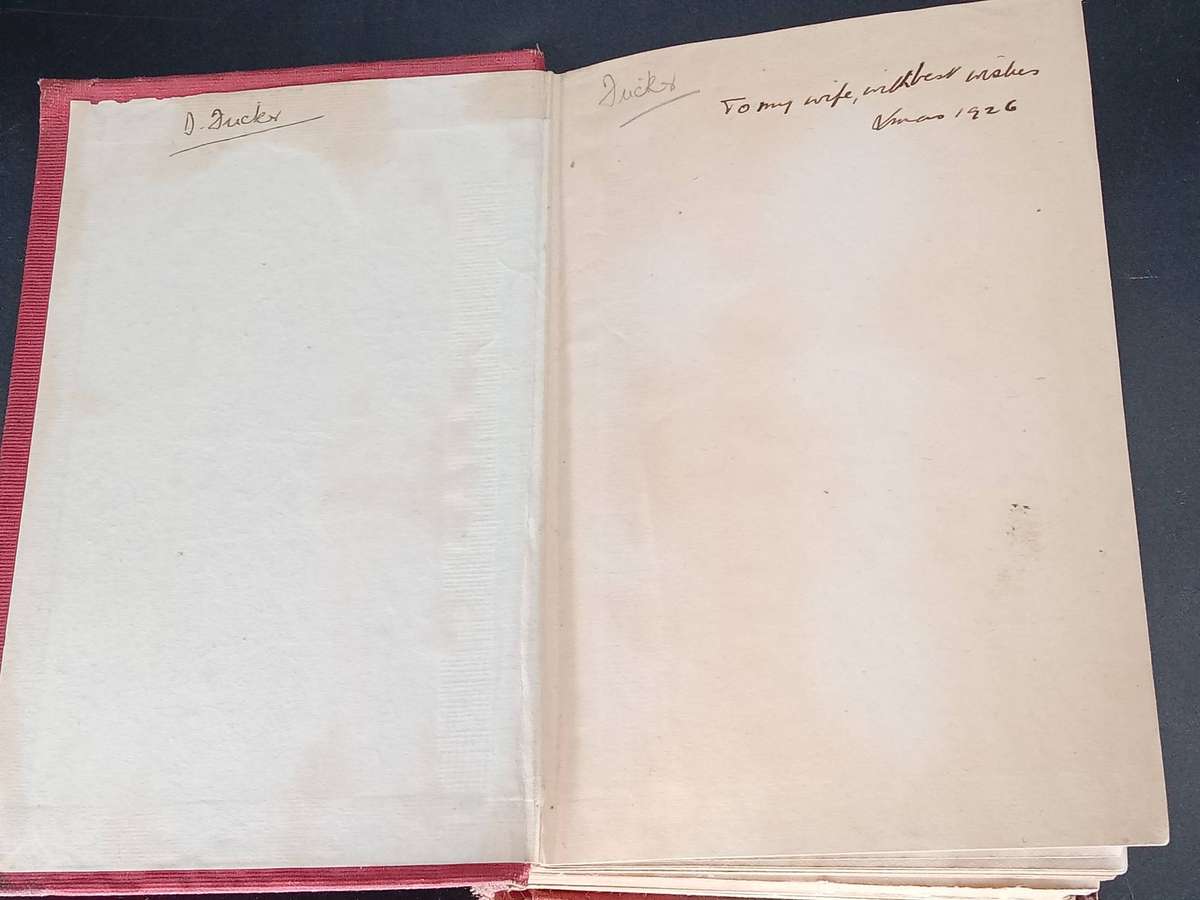 D. Tucker
Tucker
To my wife, with best wishes
Xmas 1926